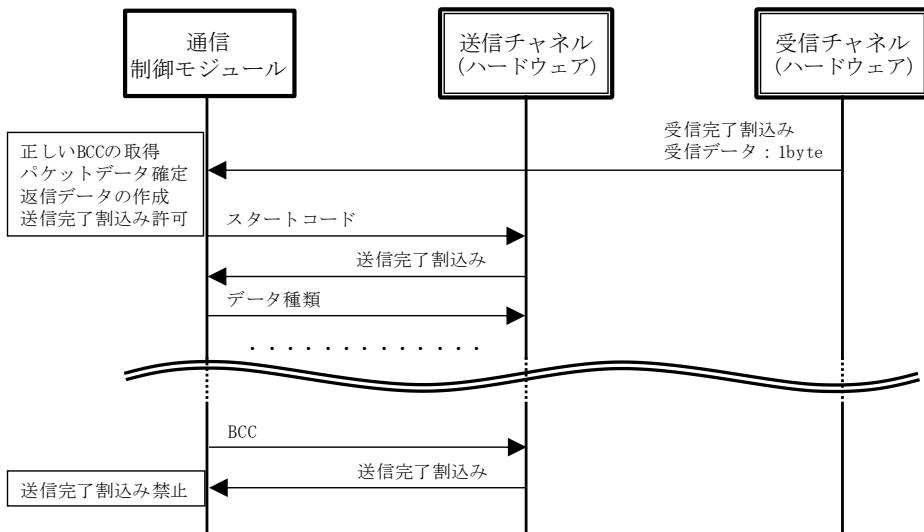 通信
制御モジュール
送信チャネル
(ハードウェア)
受信チャネル
(ハードウェア)
受信完了割込み
受信データ：1byte
正しいBCCの取得
パケットデータ確定
返信データの作成
送信完了割込み許可
スタートコード
送信完了割込み
データ種類
・・・・・・・・・・・・・
BCC
送信完了割込み
送信完了割込み禁止